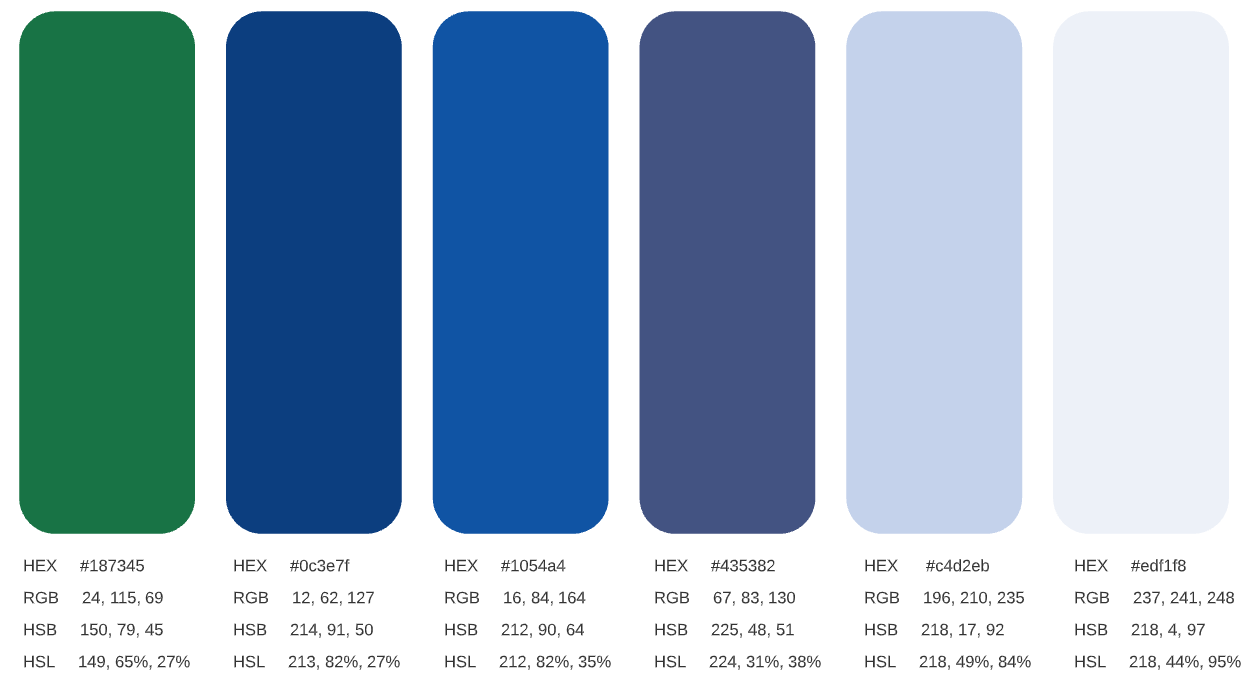 HEX #187345
RGB 24, 115, 69
HSB 150, 79, 45
HSL 149, 65%, 27%
HEX #0c3e7f
RGB 12, 62, 127
HSB 214, 91, 50
HSL 213, 82%, 27%
HEX #1054a4
RGB 16, 84, 164
HSB 212, 90, 64
HSL 212, 82%, 35%
HEX #435382
RGB 67, 83, 130
HSB 225, 48, 51
HSL 224, 31%, 38%
HEX #c4d2eb
RGB 196, 210, 235
HSB 218, 17, 92
HSL 218, 49%, 84%
HEX #edf1f8
RGB 237, 241, 248
HSB 218, 4, 97
HSL 218, 44%, 95%